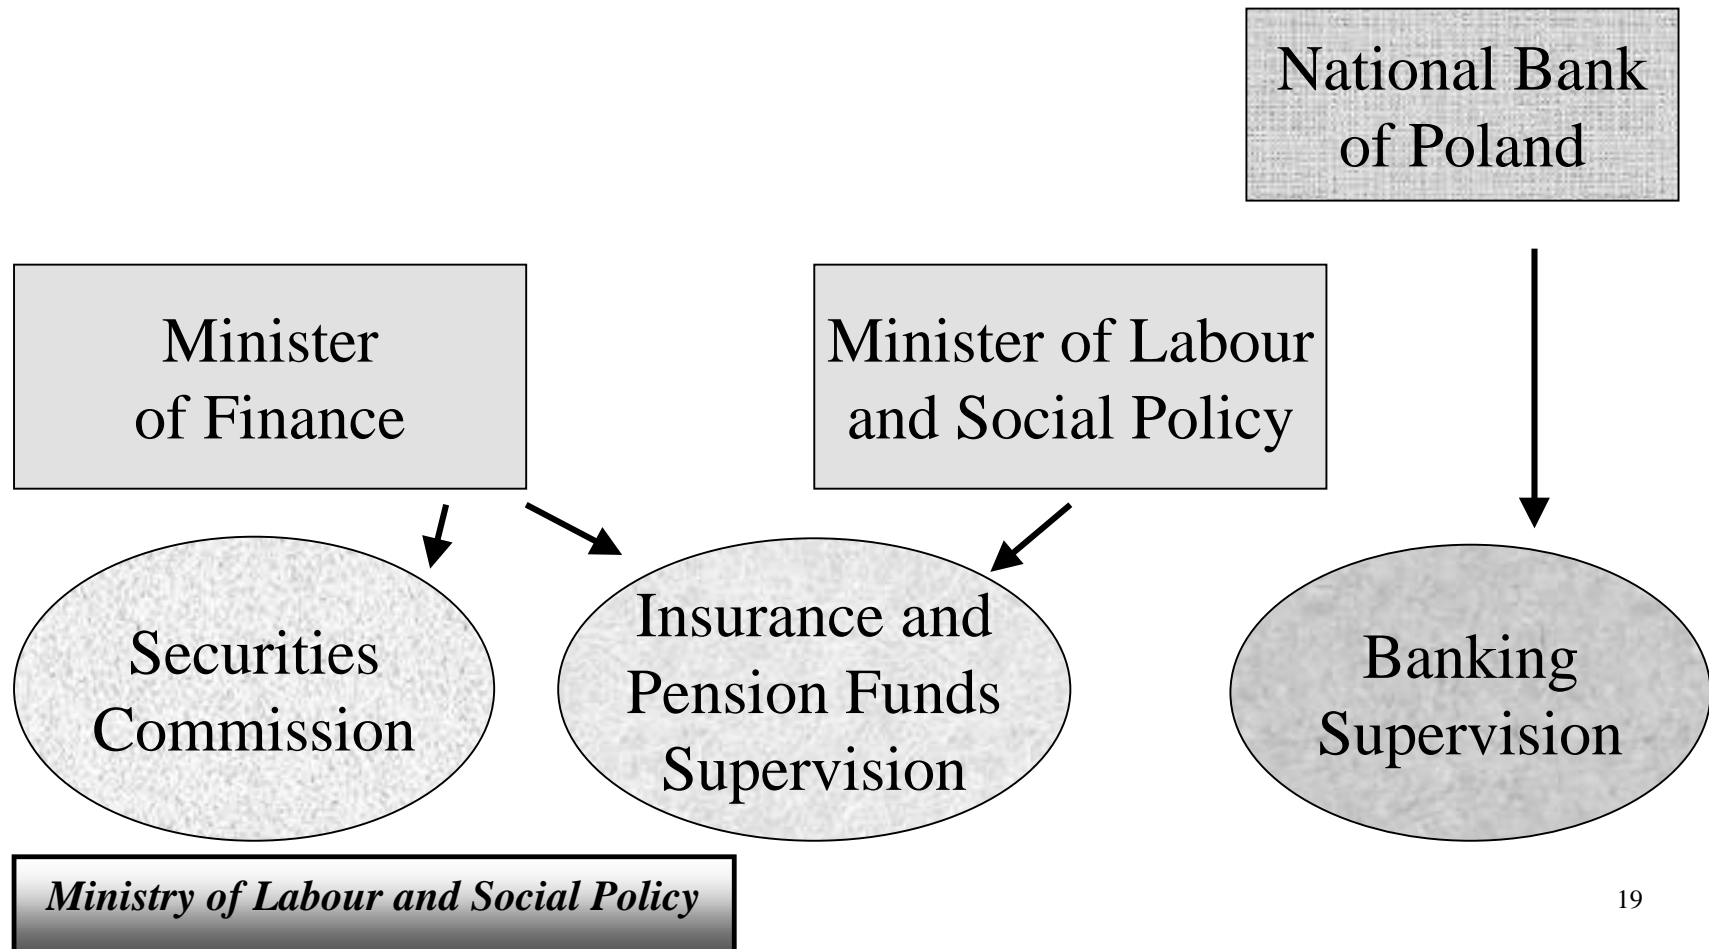 National Bank
of Poland
Minister
of Finance
Minister of Labour
and Social Policy
Securities
Commission
Insurance and
Pension Funds
Supervision
Banking
Supervision
Ministry of Labour and Social Policy
19